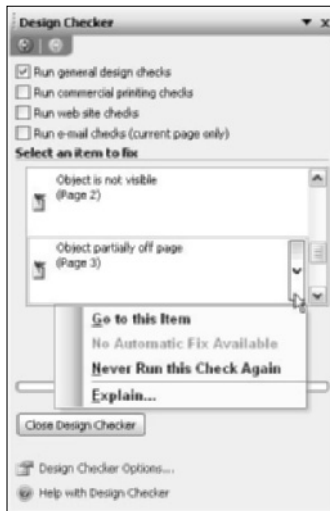 Design Checker
Run general design checks
Run commercial printing checks
Run web site checks
Run e-mail checks (current page only)
Select an item to fix
Object is not visible
(Page 2)
Object partially off page
(Page 3)
Go to this Item
No Automatic Fix Available
Never Run this Check Again
Explain...
Close Design Checker
Design Checker Options...
Help with Design Checker